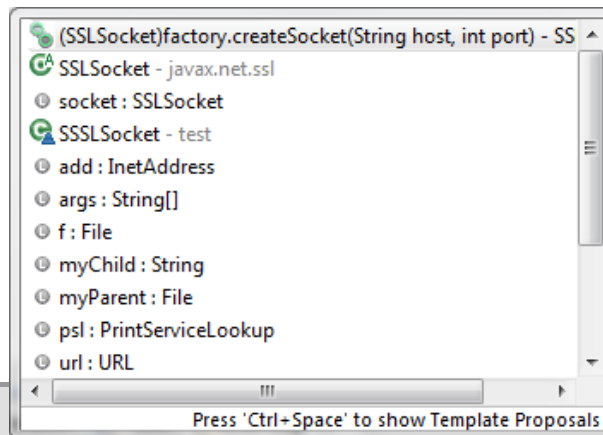 (SSLSocket)factory.createSocket(String host, int port) - SS
SSLSocket - javax.net.ssl
socket : SSLSocket
SSSLSocket - test
add : InetAddress
args : String[]
f : File
myChild : String
myParent : File
psl : PrintServiceLookup
url : URL
Press 'Ctrl+Space' to show Template Proposals